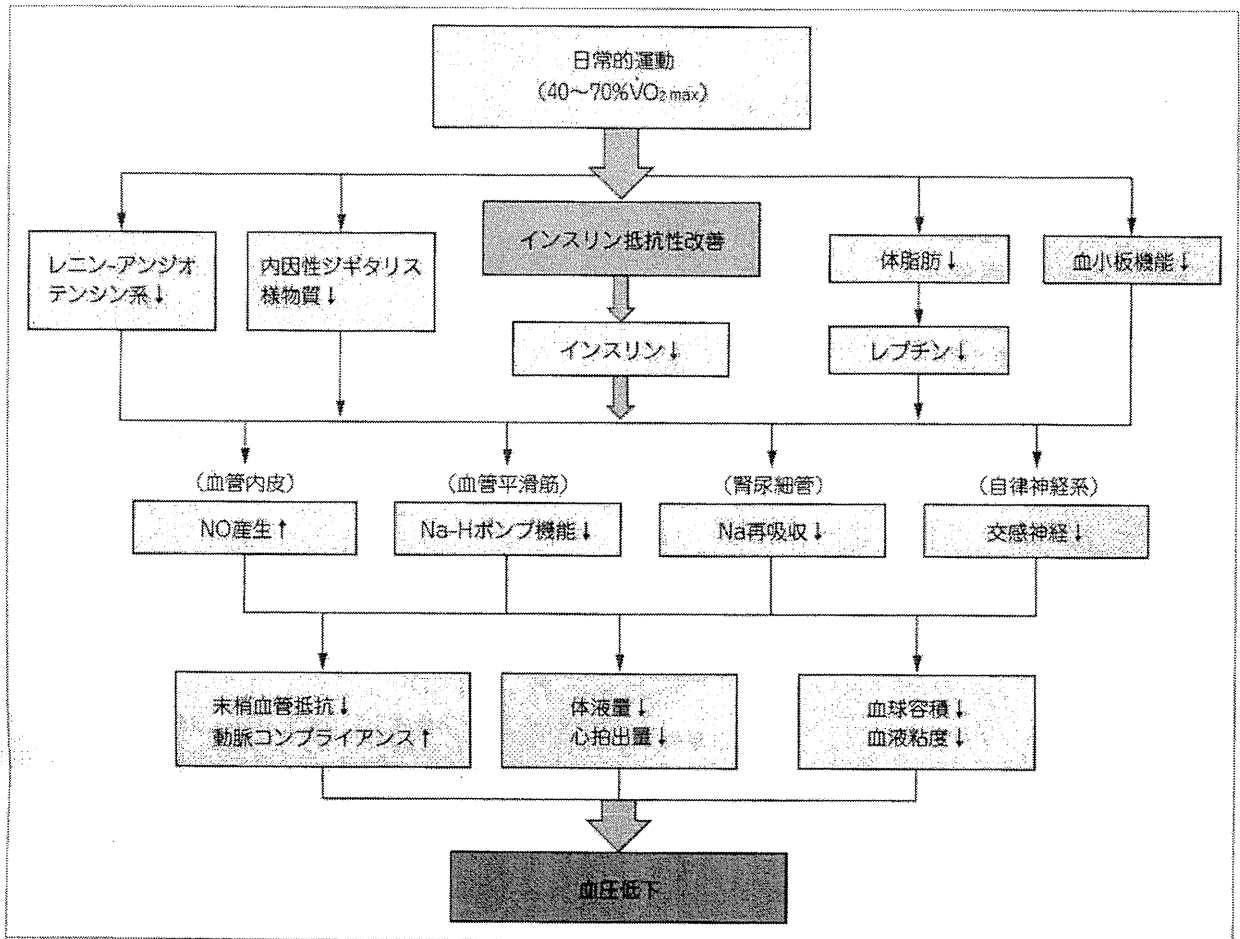 日常的運動
(40〜70%V̇O₂ max)
レニン-アンジオ
テンシン系↓
内因性ジギタリス
様物質↓
インスリン抵抗性改善
体脂肪↓
血小板機能↓
インスリン↓
レプチン↓
(血管内皮)
(血管平滑筋)
(腎尿細管)
(自律神経系)
NO産生↑
Na-Hポンプ機能↓
Na再吸収↓
交感神経↓
末梢血管抵抗↓
動脈コンプライアンス↑
体液量↓
心拍出量↓
血球容積↓
血液粘度↓
血圧低下